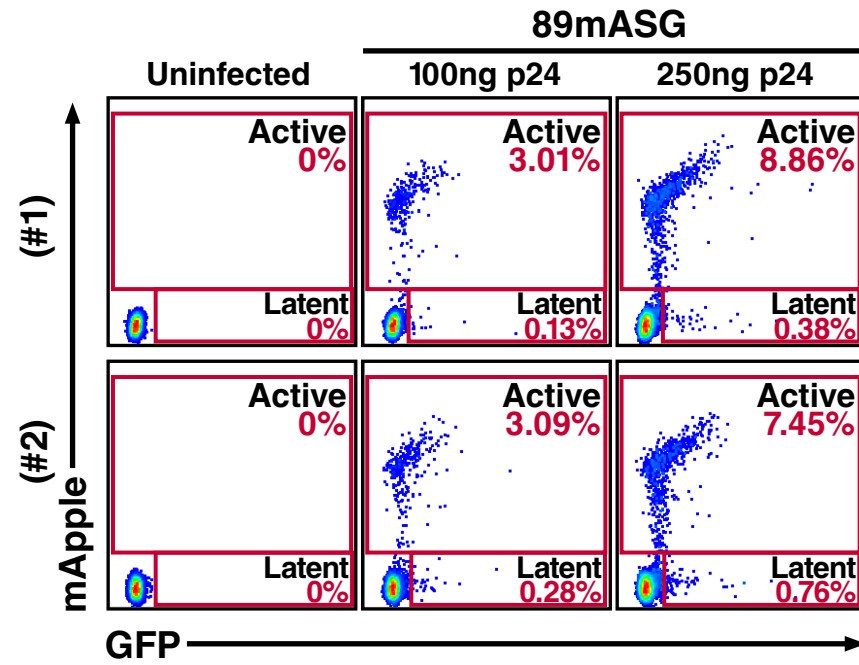 89mASG
Uninfected
100ng p24
250ng p24
(#1)
Active
0%
Latent
0%
Active
3.01%
Latent
0.13%
Active
8.86%
Latent
0.38%
(#2)
Active
0%
Latent
0%
Active
3.09%
Latent
0.28%
Active
7.45%
Latent
0.76%
mApple
GFP